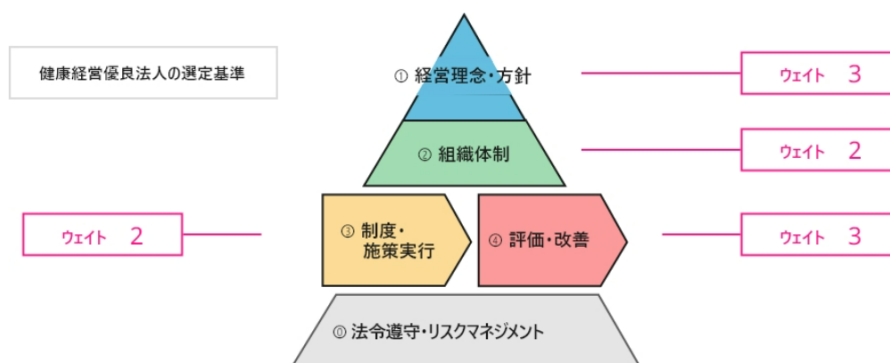 健康経営優良法人の選定基準
① 経営理念・方針
ウェイト 3
② 組織体制
ウェイト 2
ウェイト 2
③ 制度・
施策実行
④ 評価・改善
ウェイト 3
⓪ 法令遵守・リスクマネジメント